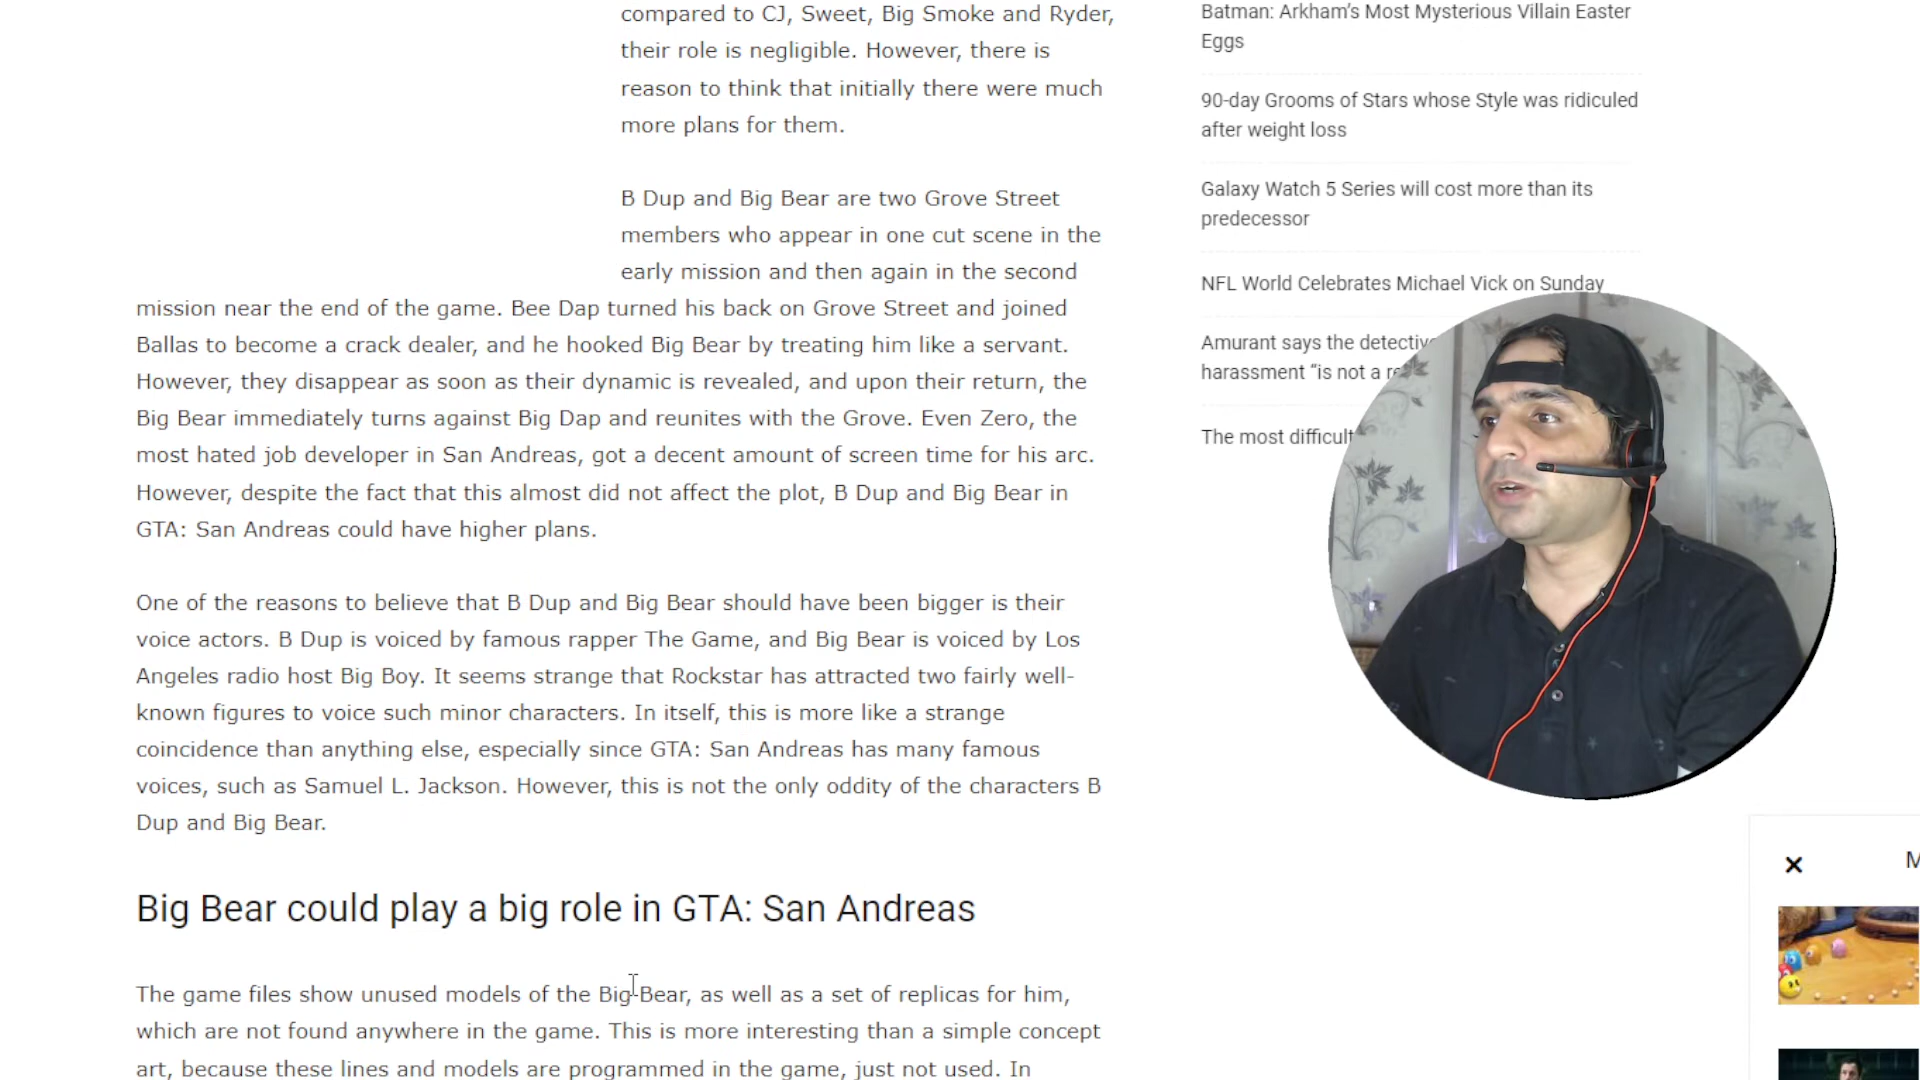 compared to CJ, Sweet, Big Smoke and Ryder,
their role is negligible. However, there is
reason to think that initially there were much
more plans for them.
B Dup and Big Bear are two Grove Street
members who appear in one cut scene in the
early mission and then again in the second
mission near the end of the game. Bee Dap turned his back on Grove Street and joined
Ballas to become a crack dealer, and he hooked Big Bear by treating him like a servant.
However, they disappear as soon as their dynamic is revealed, and upon their return, the
Big Bear immediately turns against Big Dap and reunites with the Grove. Even Zero, the
most hated job developer in San Andreas, got a decent amount of screen time for his arc.
However, despite the fact that this almost did not affect the plot, B Dup and Big Bear in
GTA: San Andreas could have higher plans.
One of the reasons to believe that B Dup and Big Bear should have been bigger is their
voice actors. B Dup is voiced by famous rapper The Game, and Big Bear is voiced by Los
Angeles radio host Big Boy. It seems strange that Rockstar has attracted two fairly well-
known figures to voice such minor characters. In itself, this is more like a strange
coincidence than anything else, especially since GTA: San Andreas has many famous
voices, such as Samuel L. Jackson. However, this is not the only oddity of the characters B
Dup and Big Bear.
Big Bear could play a big role in GTA: San Andreas
The game files show unused models of the Big Bear, as well as a set of replicas for him,
which are not found anywhere in the game. This is more interesting than a simple concept
art, because these lines and models are programmed in the game, just not used. In
Batman: Arkham's Most Mysterious Villain Easter
Eggs
90-day Grooms of Stars whose Style was ridiculed
after weight loss
Galaxy Watch 5 Series will cost more than its
predecessor
NFL World Celebrates Michael Vick on Sunday
Amurant says the
harassment “is not a
The most difficult